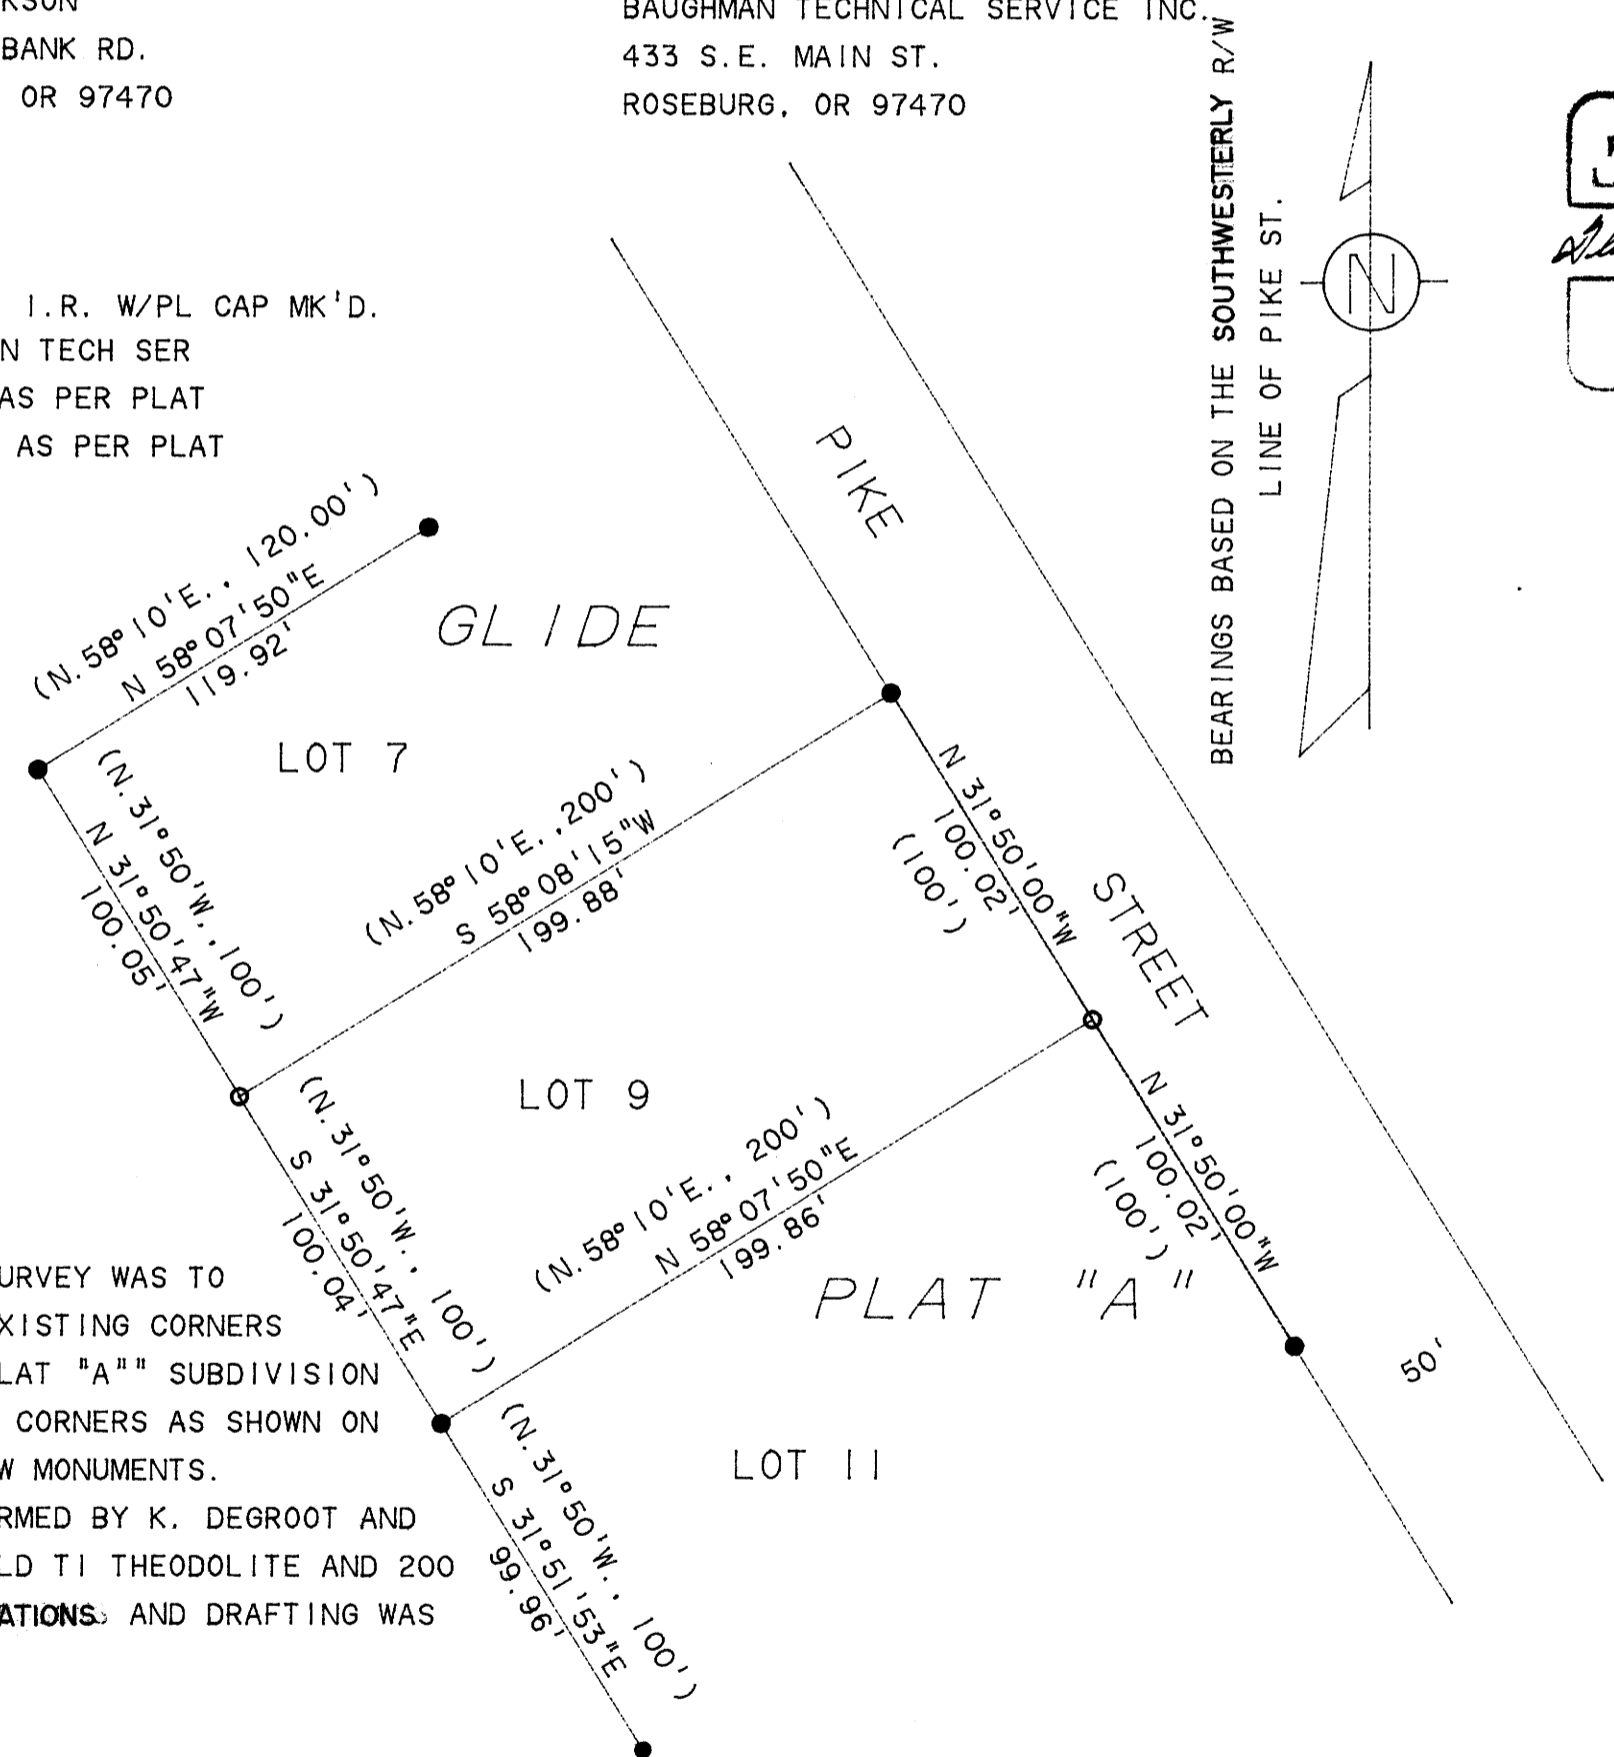 KSON
BANK RD.
OR 97470
BAUGHMAN TECHNICAL SERVICE INC.
433 S.E. MAIN ST.
ROSEBURG, OR 97470
BEARINGS BASED ON THE SOUTHWESTERLY R/W
LINE OF PIKE ST.
N
I.R. W/PL CAP MK'D.
N TECH SER
AS PER PLAT
AS PER PLAT
PIKE
STREET
50'
GLIDE
PLAT "A"
(N.58°10'E., 120.00')
N 58°07'50"E
119.92'
LOT 7
(N.31°50'W.,100')
N 31°50'47"W
100.05'
(N.58°10'E.,200')
S 58°08'15"W
199.88'
N 31°50'00"W
100.02'
(100')
LOT 9
(N.31°50'W., 100')
S 31°50'47"E
100.04'
(N.58°10'E., 200')
N 58°07'50"E
199.86'
N 31°50'00"W
100.02'
(100')
LOT 11
(N.31°50'W., 100')
S 31°51'53"E
99.96'
URVEY WAS TO
XISTING CORNERS
LAT "A"" SUBDIVISION
CORNERS AS SHOWN ON
W MONUMENTS.
RMED BY K. DEGROOT AND
LD T1 THEODOLITE AND 200
ATIONS AND DRAFTING WAS